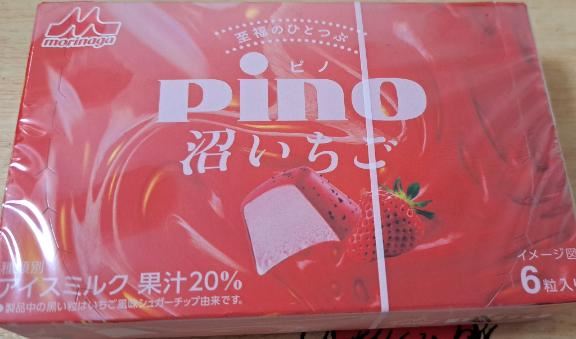 morinaga
至福のひとつぶ
ピノ
pino
沼いちご
種類別
アイスミルク 果汁20%
●製品中の黒い粒はいちご風味シュガーチップ由来です。
イメージ図
6粒入り